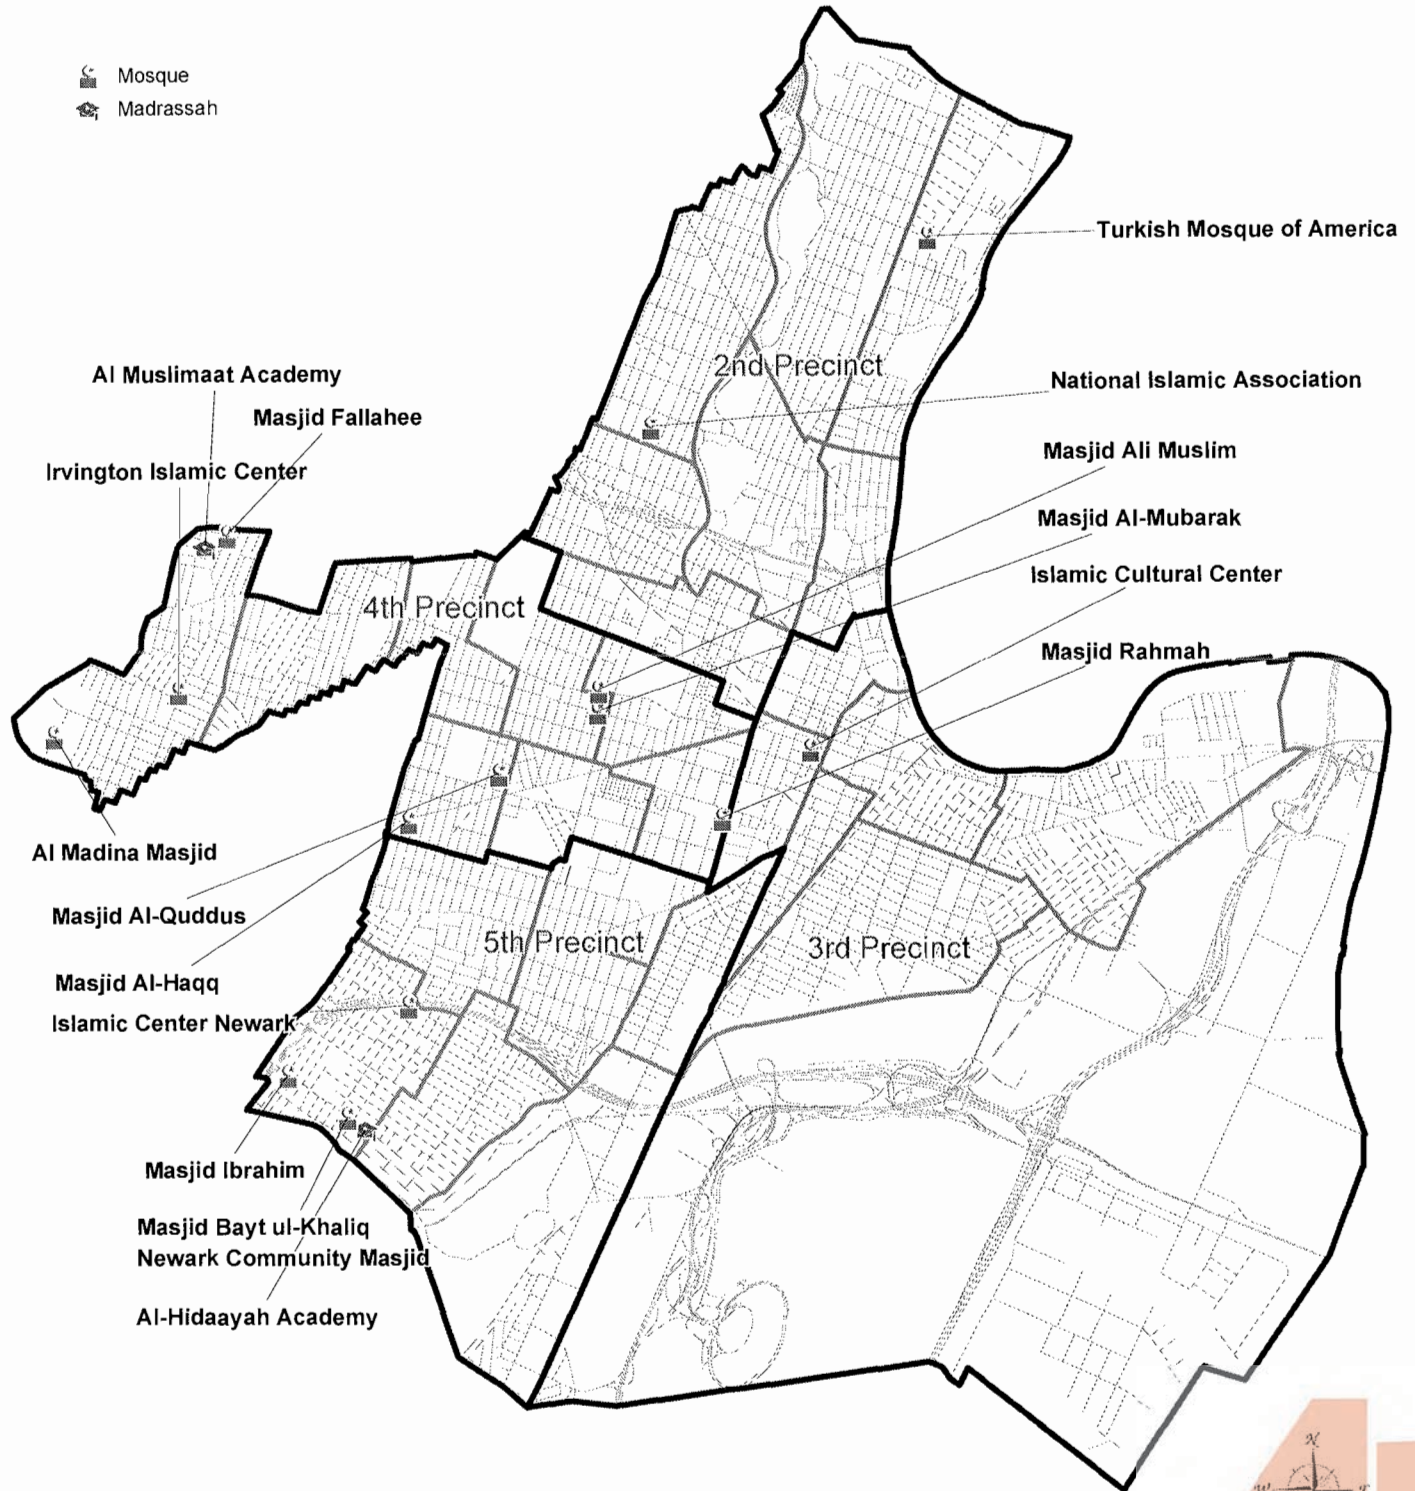 Mosque
Madrassah
Turkish Mosque of America
2nd Precinct
Al Muslimaat Academy
National Islamic Association
Masjid Fallahee
Masjid Ali Muslim
Irvington Islamic Center
Masjid Al-Mubarak
Islamic Cultural Center
4th Precinct
Masjid Rahmah
Al Madina Masjid
Masjid Al-Quddus
5th Precinct
3rd Precinct
Masjid Al-Haqq
Islamic Center Newark
Masjid Ibrahim
Masjid Bayt ul-Khaliq
Newark Community Masjid
Al-Hidaayah Academy
N
W
E